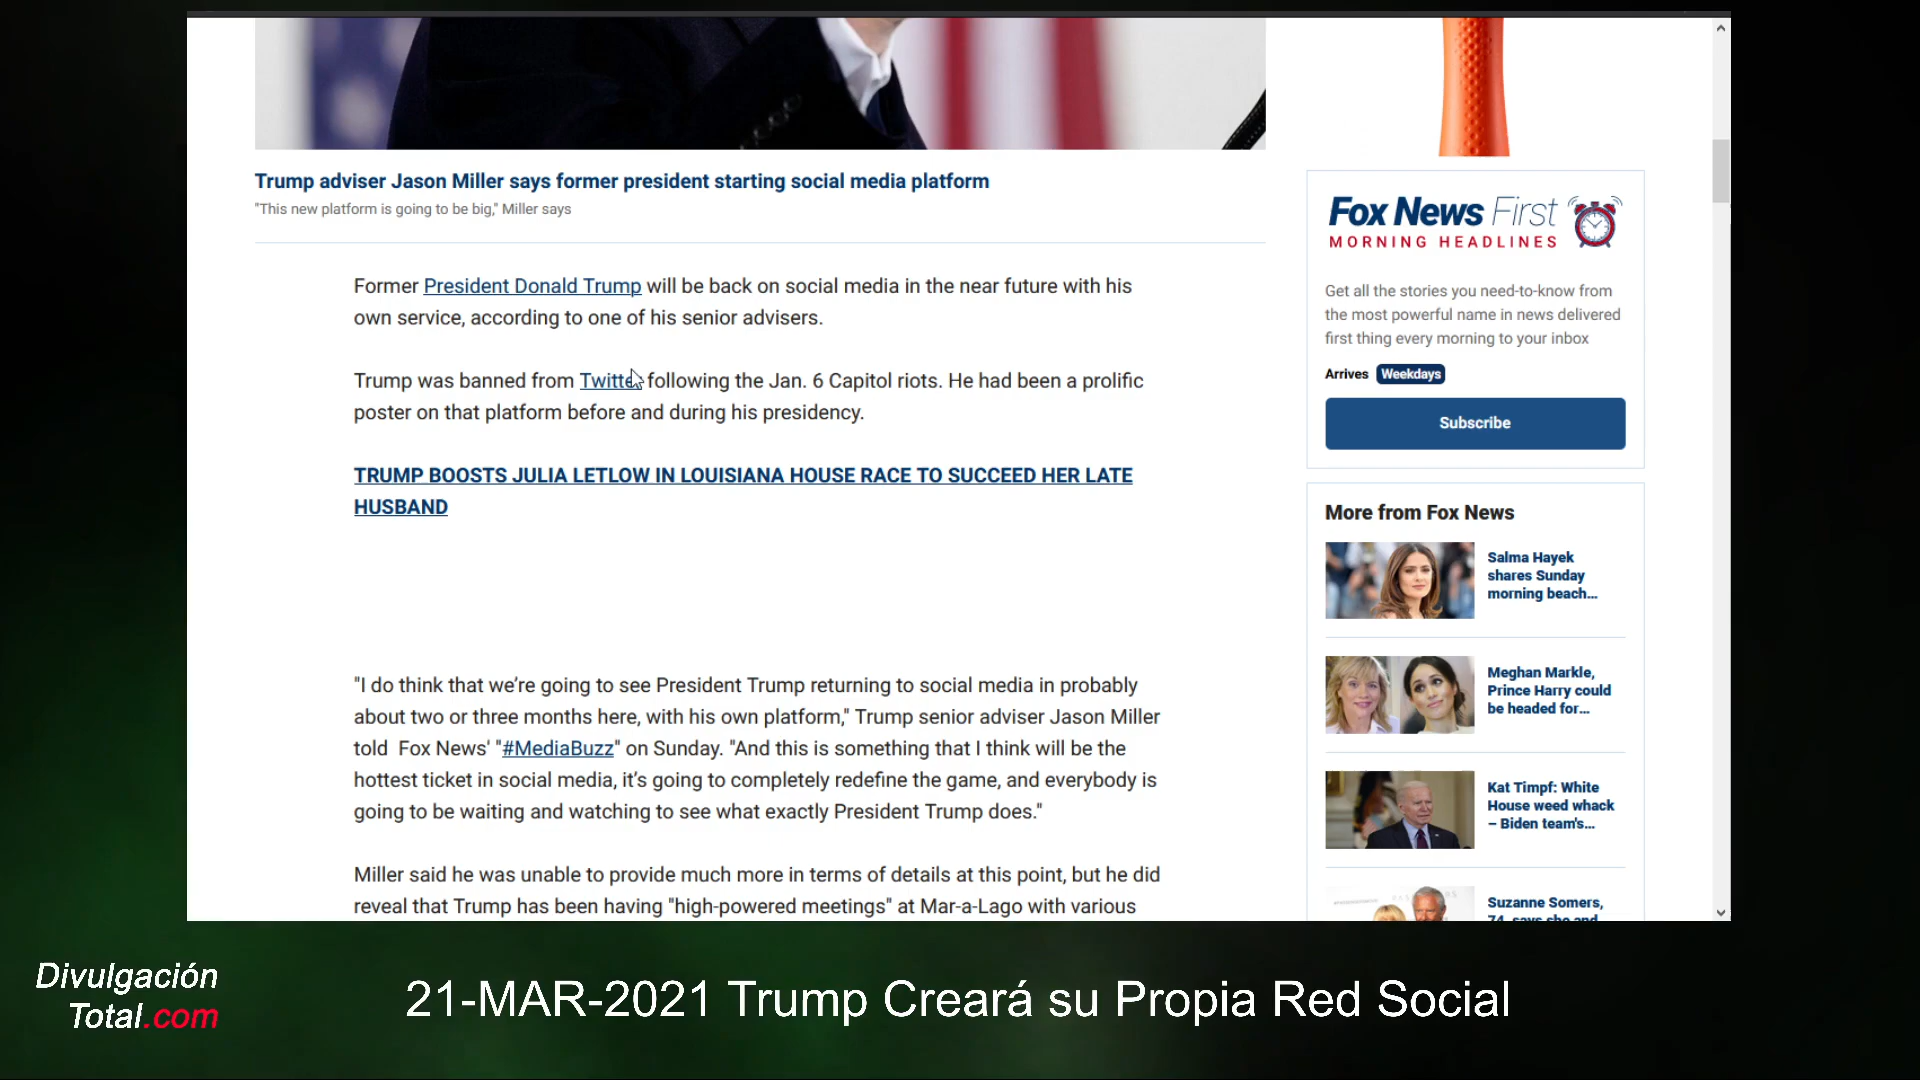 Trump adviser Jason Miller says former president starting social media platform
"This new platform is going to be big," Miller says
Former President Donald Trump will be back on social media in the near future with his
own service, according to one of his senior advisers.
Trump was banned from Twitter following the Jan. 6 Capitol riots. He had been a prolific
poster on that platform before and during his presidency.
TRUMP BOOSTS JULIA LETLOW IN LOUISIANA HOUSE RACE TO SUCCEED HER LATE
HUSBAND
"I do think that we're going to see President Trump returning to social media in probably
about two or three months here, with his own platform," Trump senior adviser Jason Miller
told Fox News' "#MediaBuzz" on Sunday. "And this is something that I think will be the
hottest ticket in social media, it's going to completely redefine the game, and everybody is
going to be waiting and watching to see what exactly President Trump does."
Miller said he was unable to provide much more in terms of details at this point, but he did
reveal that Trump has been having "high-powered meetings" at Mar-a-Lago with various
Fox News First
MORNING HEADLINES
Get all the stories you need-to-know from
the most powerful name in news delivered
first thing every morning to your inbox
Arrives Weekdays
Subscribe
More from Fox News
Salma Hayek
shares Sunday
morning beach...
Meghan Markle,
Prince Harry could
be headed for...
Kat Timpf: White
House weed whack
– Biden team's...
Suzanne Somers,
74, says she and
Divulgación
Total.com
21-MAR-2021 Trump Creará su Propia Red Social